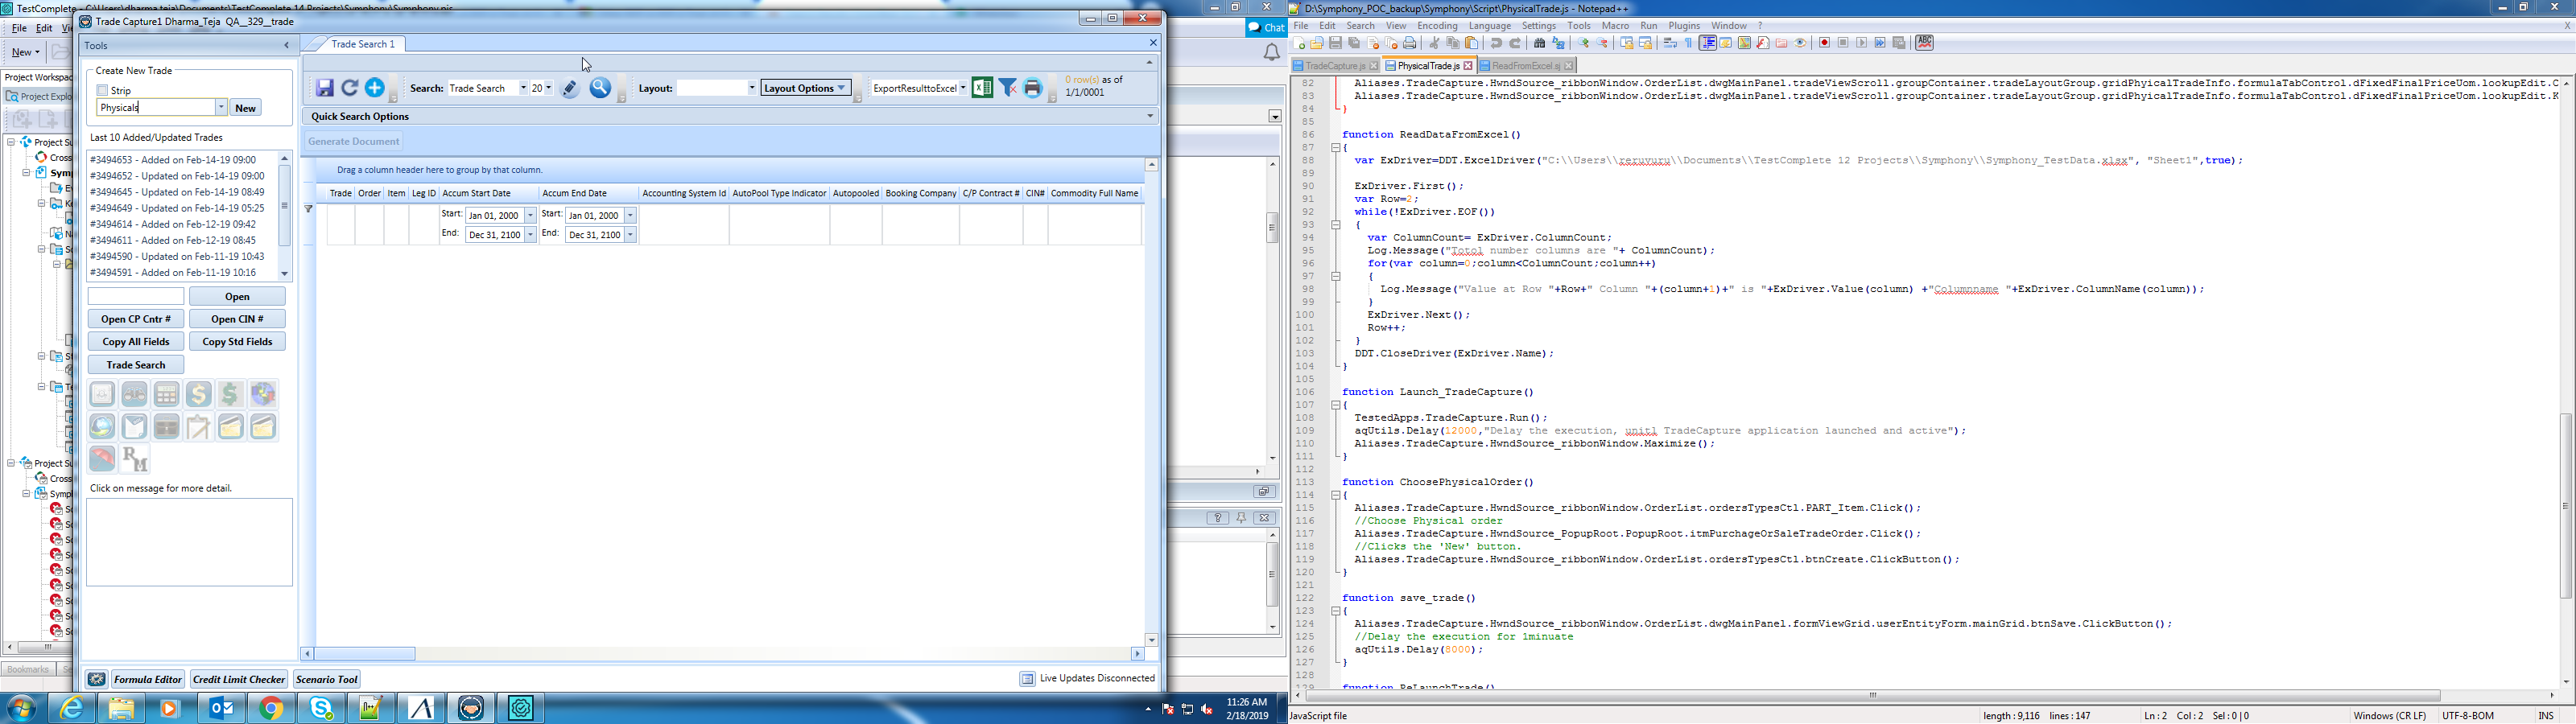 TestComplete - C:\Users\dharma.teja\Documents\TestComplete 14 Projects\Symphony\Symphony.pjs
File Edit
New
Project Workspace
Project Explo
Project Su
Cross
Symp
Project Su
Cross
Symph
Bookmarks
Chat
Trade Capture1 Dharma_Teja QA__329__trade
Tools
Create New Trade
Strip
Physicals
New
Last 10 Added/Updated Trades
#3494653 - Added on Feb-14-19 09:00
#3494652 - Updated on Feb-14-19 09:00
#3494645 - Updated on Feb-14-19 08:49
#3494649 - Updated on Feb-14-19 05:25
#3494614 - Updated on Feb-12-19 09:42
#3494611 - Updated on Feb-12-19 08:45
#3494590 - Updated on Feb-11-19 10:43
#3494591 - Added on Feb-11-19 10:16
Open
Open CP Cntr # Open CIN #
Copy All Fields Copy Std Fields
Trade Search
RM
Click on message for more detail.
Trade Search 1
Search: Trade Search 20 Layout: Layout Options ExportResulttoExcel 0 row(s) as of
1/1/0001
Quick Search Options
Generate Document
Drag a column header here to group by that column.
Trade Order Item Leg ID Accum Start Date Accum End Date Accounting System Id AutoPool Type Indicator Autopooled Booking Company C/P Contract # CIN# Commodity Full Name
Start: Jan 01, 2000 Start: Jan 01, 2000
End: Dec 31, 2100 End: Dec 31, 2100
Formula Editor Credit Limit Checker Scenario Tool Live Updates Disconnected
11:26 AM
2/18/2019
D:\Symphony_POC_backup\Symphony\Script\PhysicalTrade.js - Notepad++
File Edit Search View Encoding Language Settings Tools Macro Run Plugins Window ?
TradeCapture.js PhysicalTrade.js ReadFromExcel.sj
82 Aliases.TradeCapture.HwndSource_ribbonWindow.OrderList.dwgMainPanel.tradeViewScroll.groupContainer.tradeLayoutGroup.gridPhyicalTradeInfo.formulaTabControl.dFixedFinalPriceUom.lookupEdit.C
83 Aliases.TradeCapture.HwndSource_ribbonWindow.OrderList.dwgMainPanel.tradeViewScroll.groupContainer.tradeLayoutGroup.gridPhyicalTradeInfo.formulaTabControl.dFixedFinalPriceUom.lookupEdit.K
84 }
85
86 function ReadDataFromExcel()
87 {
88 var ExDriver=DDT.ExcelDriver("C:\\Users\\reruvuru\\Documents\\TestComplete 12 Projects\\Symphony\\Symphony_TestData.xlsx", "Sheet1",true);
89
90 ExDriver.First();
91 var Row=2;
92 while(!ExDriver.EOF())
93 {
94 var ColumnCount= ExDriver.ColumnCount;
95 Log.Message("Totol number columns are "+ ColumnCount);
96 for(var column=0;column<ColumnCount;column++)
97 {
98 Log.Message("Value at Row "+Row+" Column "+(column+1)+" is "+ExDriver.Value(column) +"Columnname "+ExDriver.ColumnName(column));
99 }
100 ExDriver.Next();
101 Row++;
102 }
103 DDT.CloseDriver(ExDriver.Name);
104 }
105
106 function Launch_TradeCapture()
107 {
108 TestedApps.TradeCapture.Run();
109 aqUtils.Delay(12000,"Delay the execution, unitl TradeCapture application launched and active");
110 Aliases.TradeCapture.HwndSource_ribbonWindow.Maximize();
111 }
112
113 function ChoosePhysicalOrder()
114 {
115 Aliases.TradeCapture.HwndSource_ribbonWindow.OrderList.ordersTypesCtl.PART_Item.Click();
116 //Choose Physical order
117 Aliases.TradeCapture.HwndSource_PopupRoot.PopupRoot.itmPurchageOrSaleTradeOrder.Click();
118 //Clicks the 'New' button.
119 Aliases.TradeCapture.HwndSource_ribbonWindow.OrderList.ordersTypesCtl.btnCreate.ClickButton();
120 }
121
122 function save_trade()
123 {
124 Aliases.TradeCapture.HwndSource_ribbonWindow.OrderList.dwgMainPanel.formViewGrid.userEntityForm.mainGrid.btnSave.ClickButton();
125 //Delay the execution for 1minuate
126 aqUtils.Delay(8000);
127 }
128
129 function ReLaunchTrade()
JavaScript file length : 9,116 lines : 147 Ln : 2 Col : 2 Sel : 0 | 0 Windows (CR LF) UTF-8-BOM INS